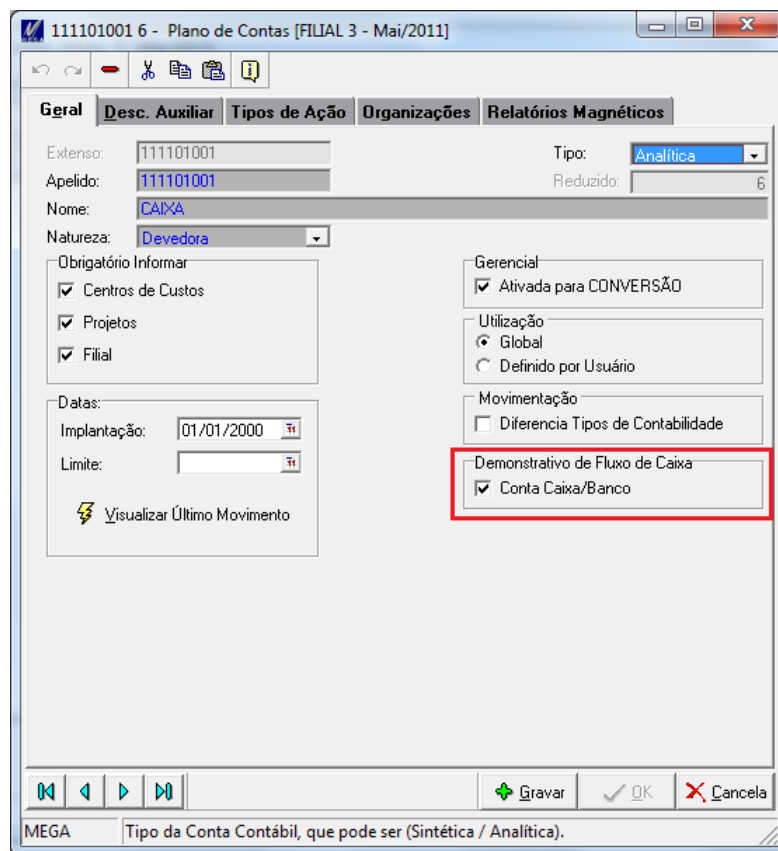 111101001 6 - Plano de Contas [FILIAL 3 - Mai/2011]
Geral Desc. Auxiliar Tipos de Ação Organizações Relatórios Magnéticos
Extenso: 111101001 Tipo: Analítica
Apelido: 111101001 Reduzido: 6
Nome: CAIXA
Natureza: Devedora
Obrigatório Informar Gerencial
Centros de Custos Ativada para CONVERSÃO
Projetos Utilização
Global
Filial Definido por Usuário
Datas: Movimentação
Implantação: 01/01/2000 Diferencia Tipos de Contabilidade
Limite: Demonstrativo de Fluxo de Caixa
Conta Caixa/Banco
Visualizar Último Movimento
Gravar OK Cancela
MEGA Tipo da Conta Contábil, que pode ser (Sintética / Analítica).